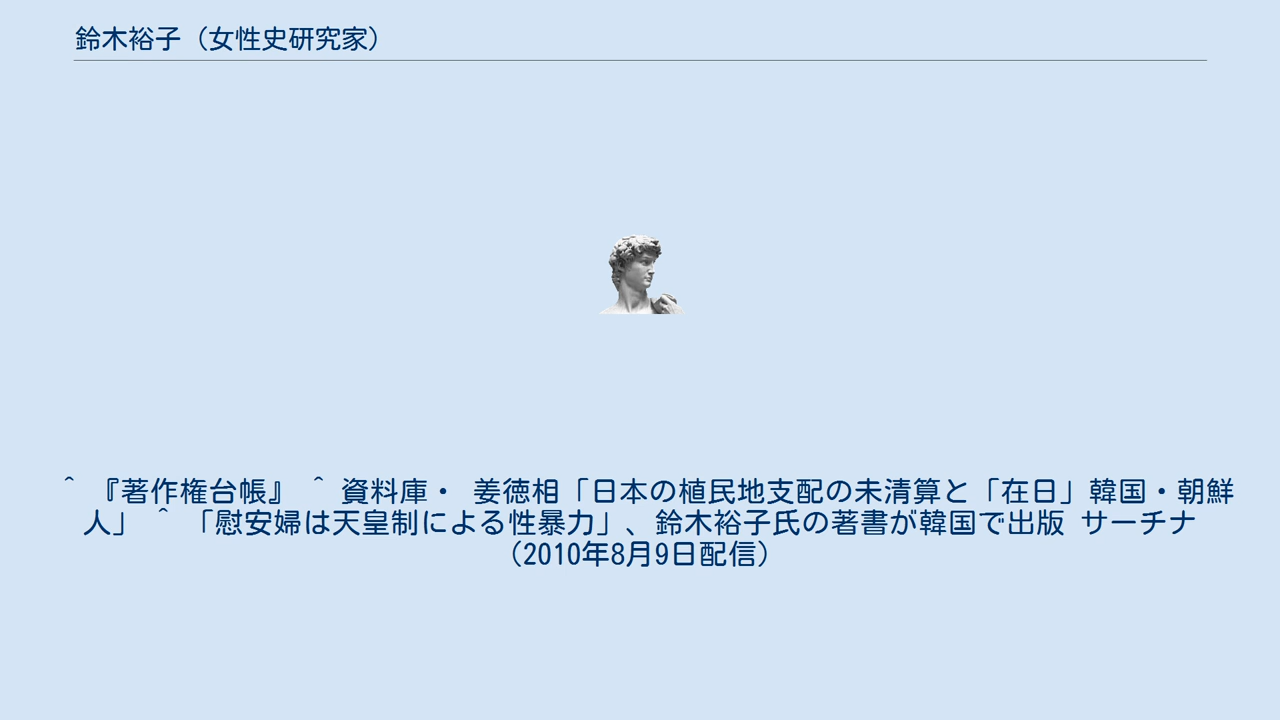 鈴木裕子（女性史研究家）
^ 『著作権台帳』 ^ 資料庫・ 姜徳相「日本の植民地支配の未清算と「在日」韓国・朝鮮
人」 ^ 「慰安婦は天皇制による性暴力」、鈴木裕子氏の著書が韓国で出版 サーチナ
（2010年8月9日配信）